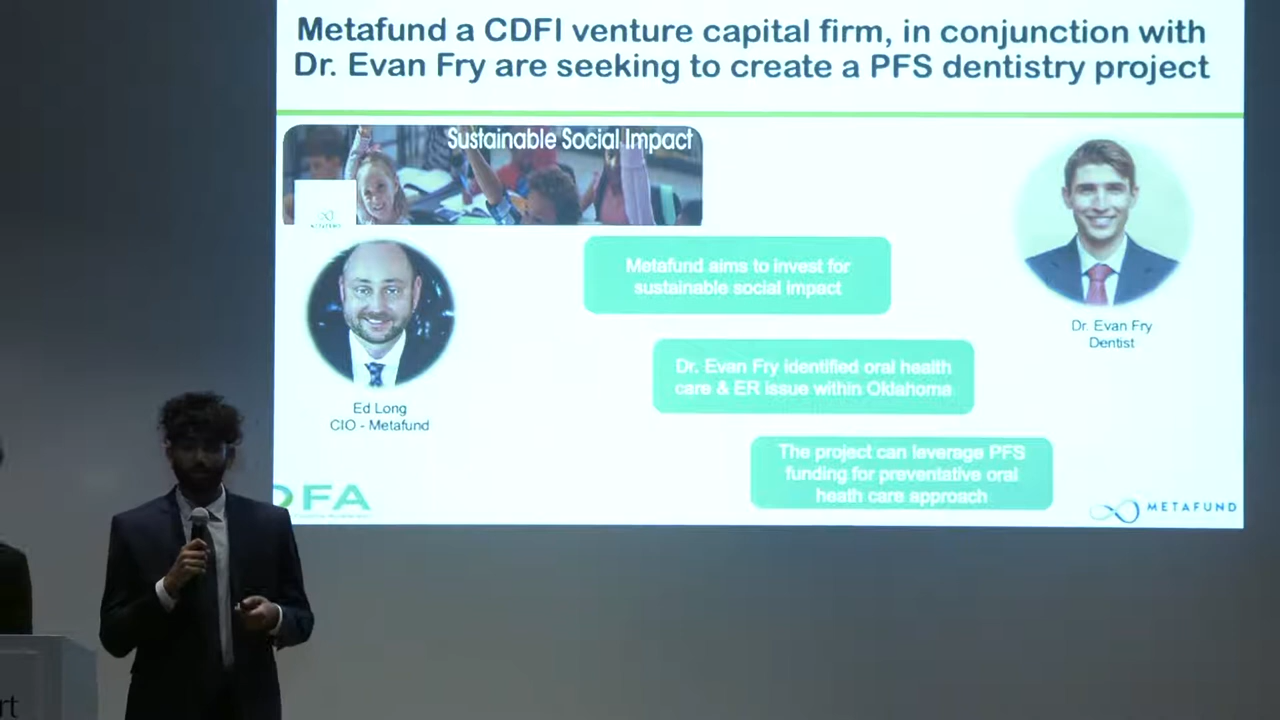 Metafund a CDFI venture capital firm, in conjunction with
Dr. Evan Fry are seeking to create a PFS dentistry project
Sustainable Social Impact
Metafund aims to invest for
sustainable social impact
Dr. Evan Fry
Dentist
Dr. Evan Fry identified oral health
care & ER issue within Oklahoma
Ed Long
CIO - Metafund
The project can leverage PFS
funding for preventative oral
heath care approach
FA
METAFUND
rt